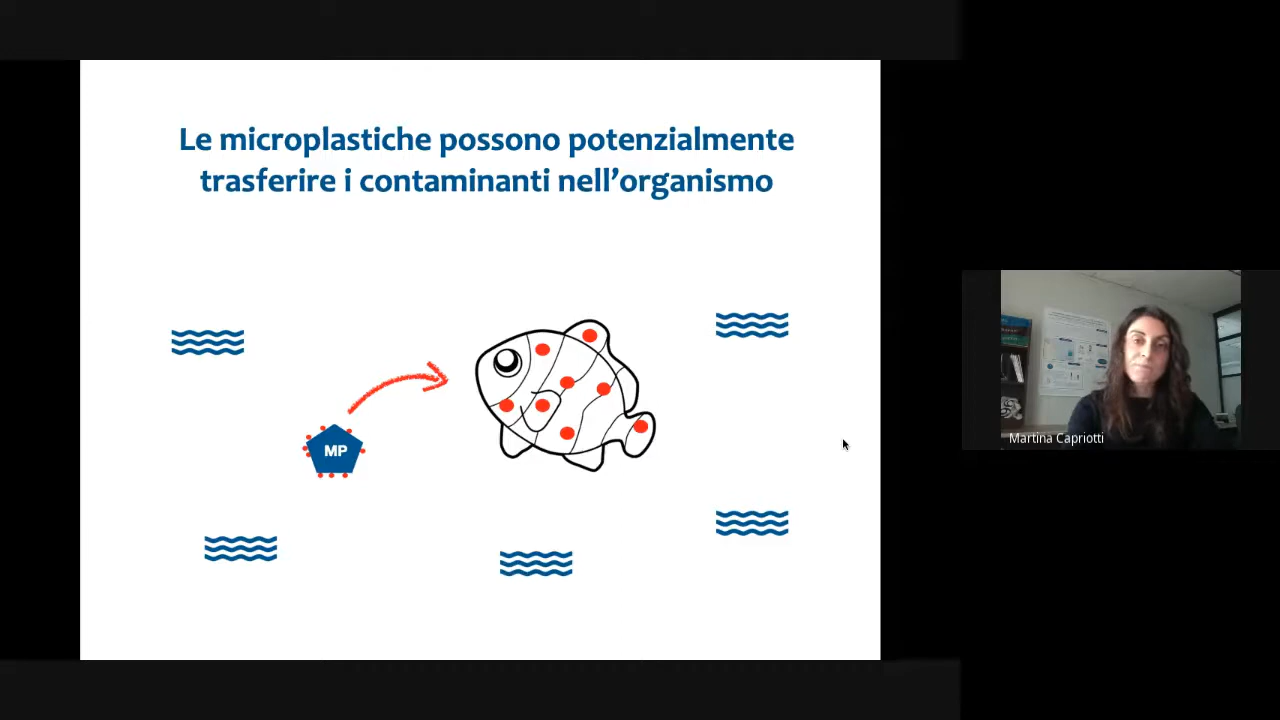 Le microplastiche possono potenzialmente
trasferire i contaminanti nell’organismo
MP
Martina Capriotti